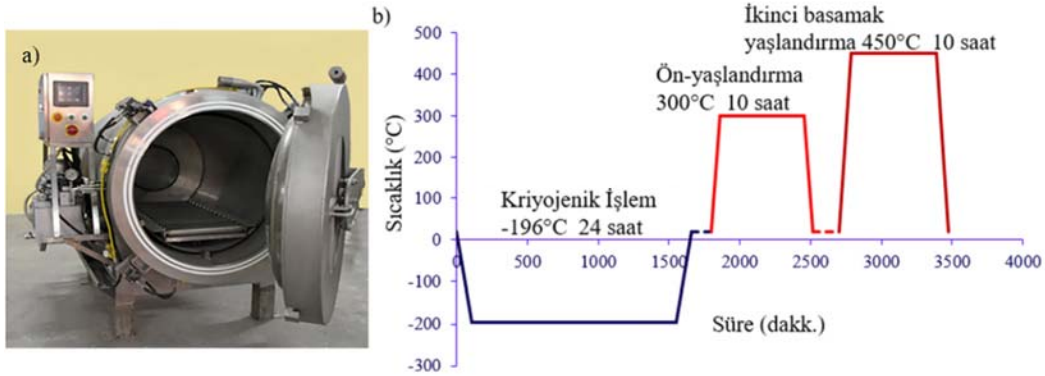 a)
b)
İkinci basamak
yaşlandırma 450°C 10 saat
Ön-yaşlandırma
300°C 10 saat
Kriyojenik İşlem
-196°C 24 saat
Sıcaklık (°C)
500
400
300
200
100
0
-100
-200
-300
0 500 1000 1500 2000 2500 3000 3500 4000
Süre (dakk.)